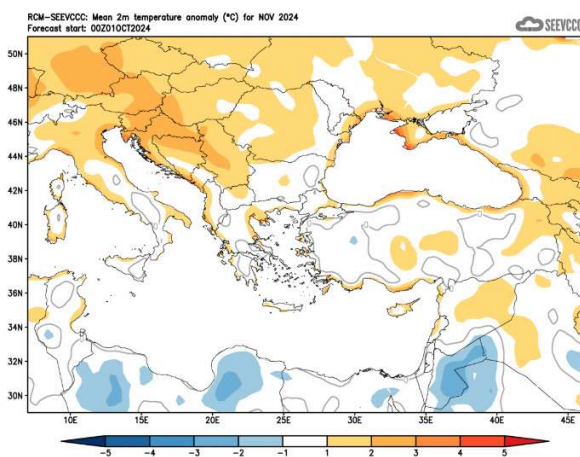 RCM-SEEVCCC: Mean 2m temperature anomaly (°C) for NOV 2024
Forecast start: 00Z01OCT2024
SEEVCCC
50N
48N
46N
44N
42N
40N
38N
36N
34N
32N
30N
10E 15E 20E 25E 30E 35E 40E 45E
-5 -4 -3 -2 -1 1 2 3 4 5